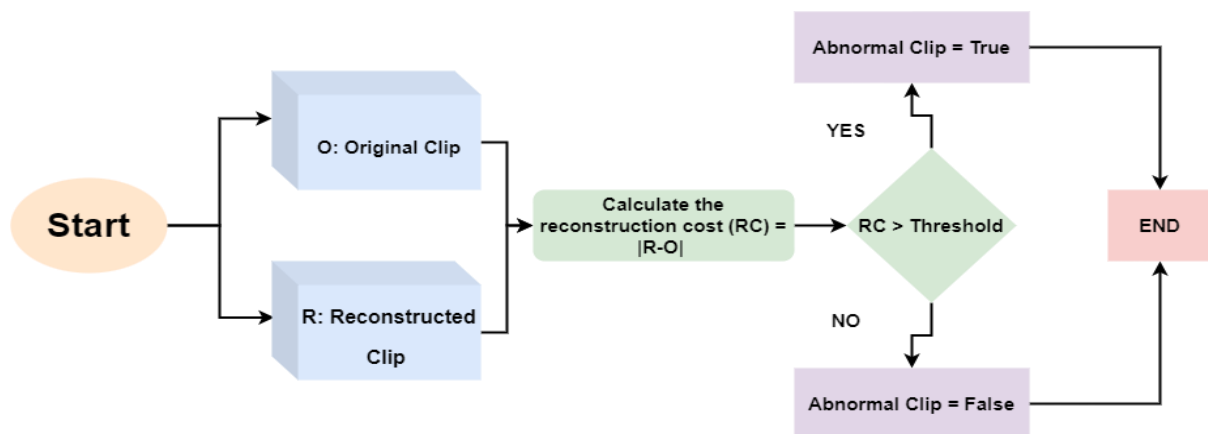 Start
O: Original Clip
R: Reconstructed
Clip
Calculate the
reconstruction cost (RC) =
|R-O|
RC > Threshold
YES
NO
Abnormal Clip = True
Abnormal Clip = False
END